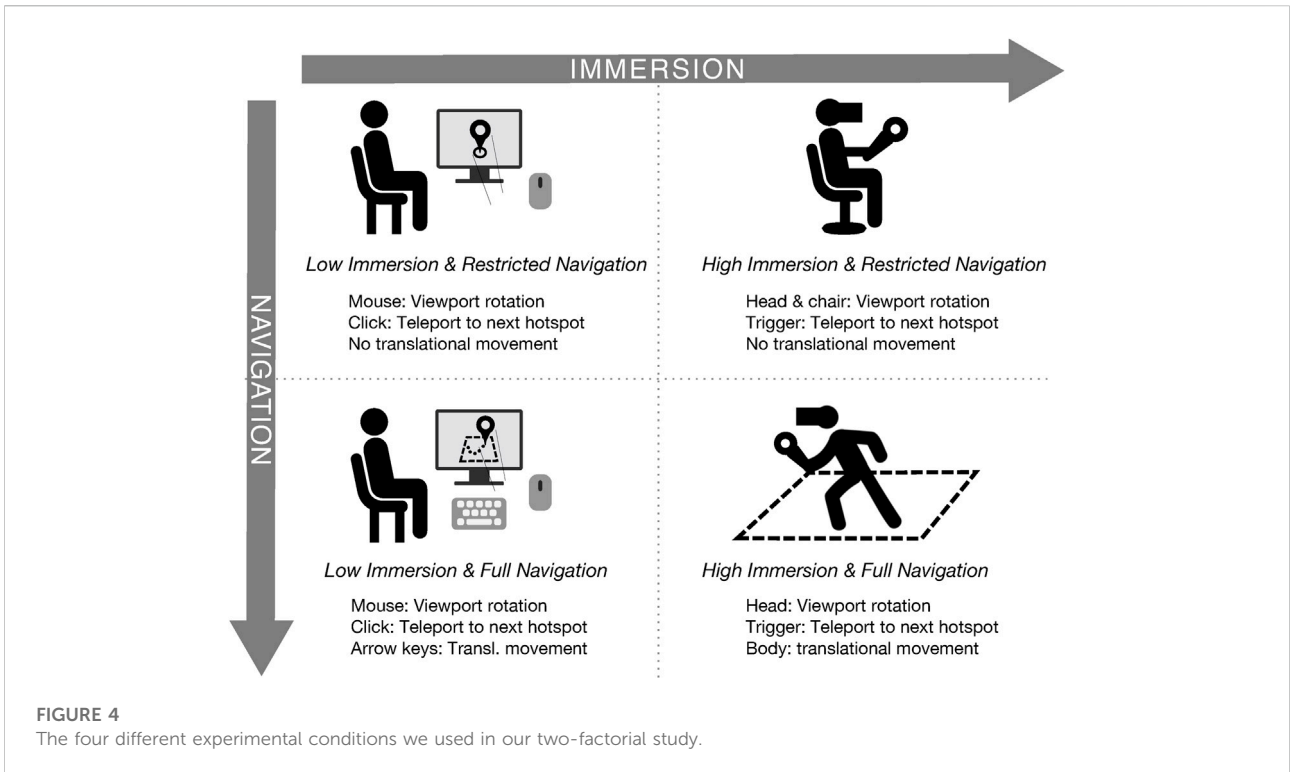 IMMERSION
NAVIGATION
Low Immersion & Restricted Navigation
Mouse: Viewport rotation
Click: Teleport to next hotspot
No translational movement
High Immersion & Restricted Navigation
Head & chair: Viewport rotation
Trigger: Teleport to next hotspot
No translational movement
Low Immersion & Full Navigation
Mouse: Viewport rotation
Click: Teleport to next hotspot
Arrow keys: Transl. movement
High Immersion & Full Navigation
Head: Viewport rotation
Trigger: Teleport to next hotspot
Body: translational movement
FIGURE 4
The four different experimental conditions we used in our two-factorial study.